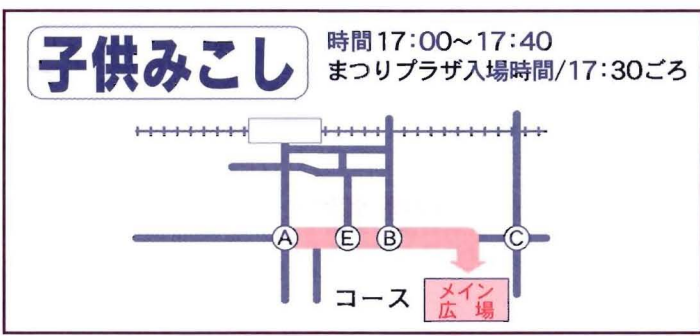 子供みこし
時間17:00～17:40
まつりプラザ入場時間/17:30ごろ
A
E
B
C
コース
メイン
広場